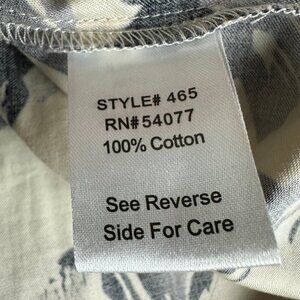 STYLE# 465
RN#54077
100% Cotton
See Reverse
Side For Care